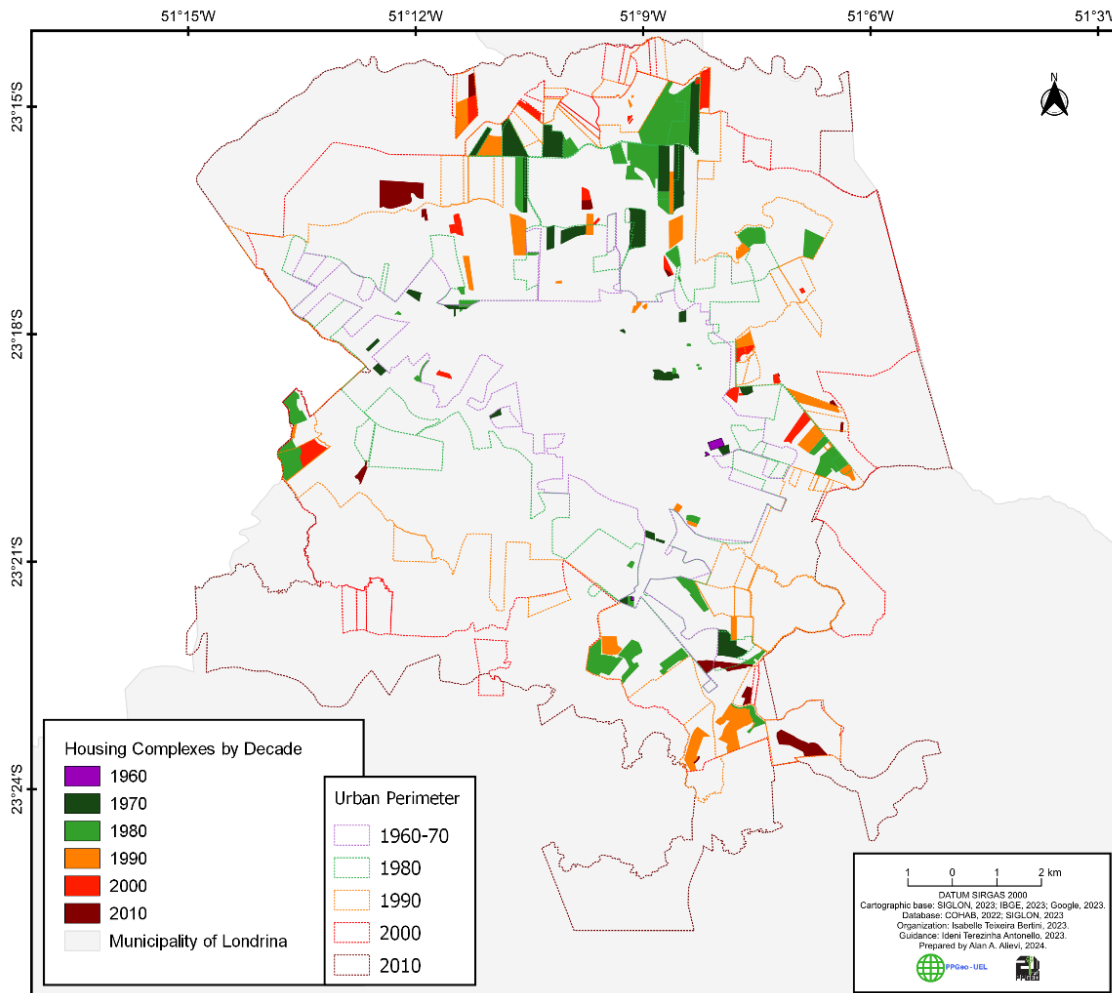 51°15'W 51°12'W 51°9'W 51°6'W 51°3'W
N
23°15'S
23°18'S
23°21'S
23°24'S
Housing Complexes by Decade
1960
1970
1980
1990
2000
2010
Municipality of Londrina
Urban Perimeter
1960-70
1980
1990
2000
2010
1 0 1 2 km
DATUM SIRGAS 2000
Cartographic base: SIGLON, 2023; IBGE, 2023; Google, 2023.
Database: COHAB, 2022; SIGLON, 2023
Organization: Isabelle Teixeira Bertini, 2023.
Guidance: Ideni Terezinha Antonello, 2023.
Prepared by Alan A. Alievi, 2024.
PPGeo - UEL
PPGEO